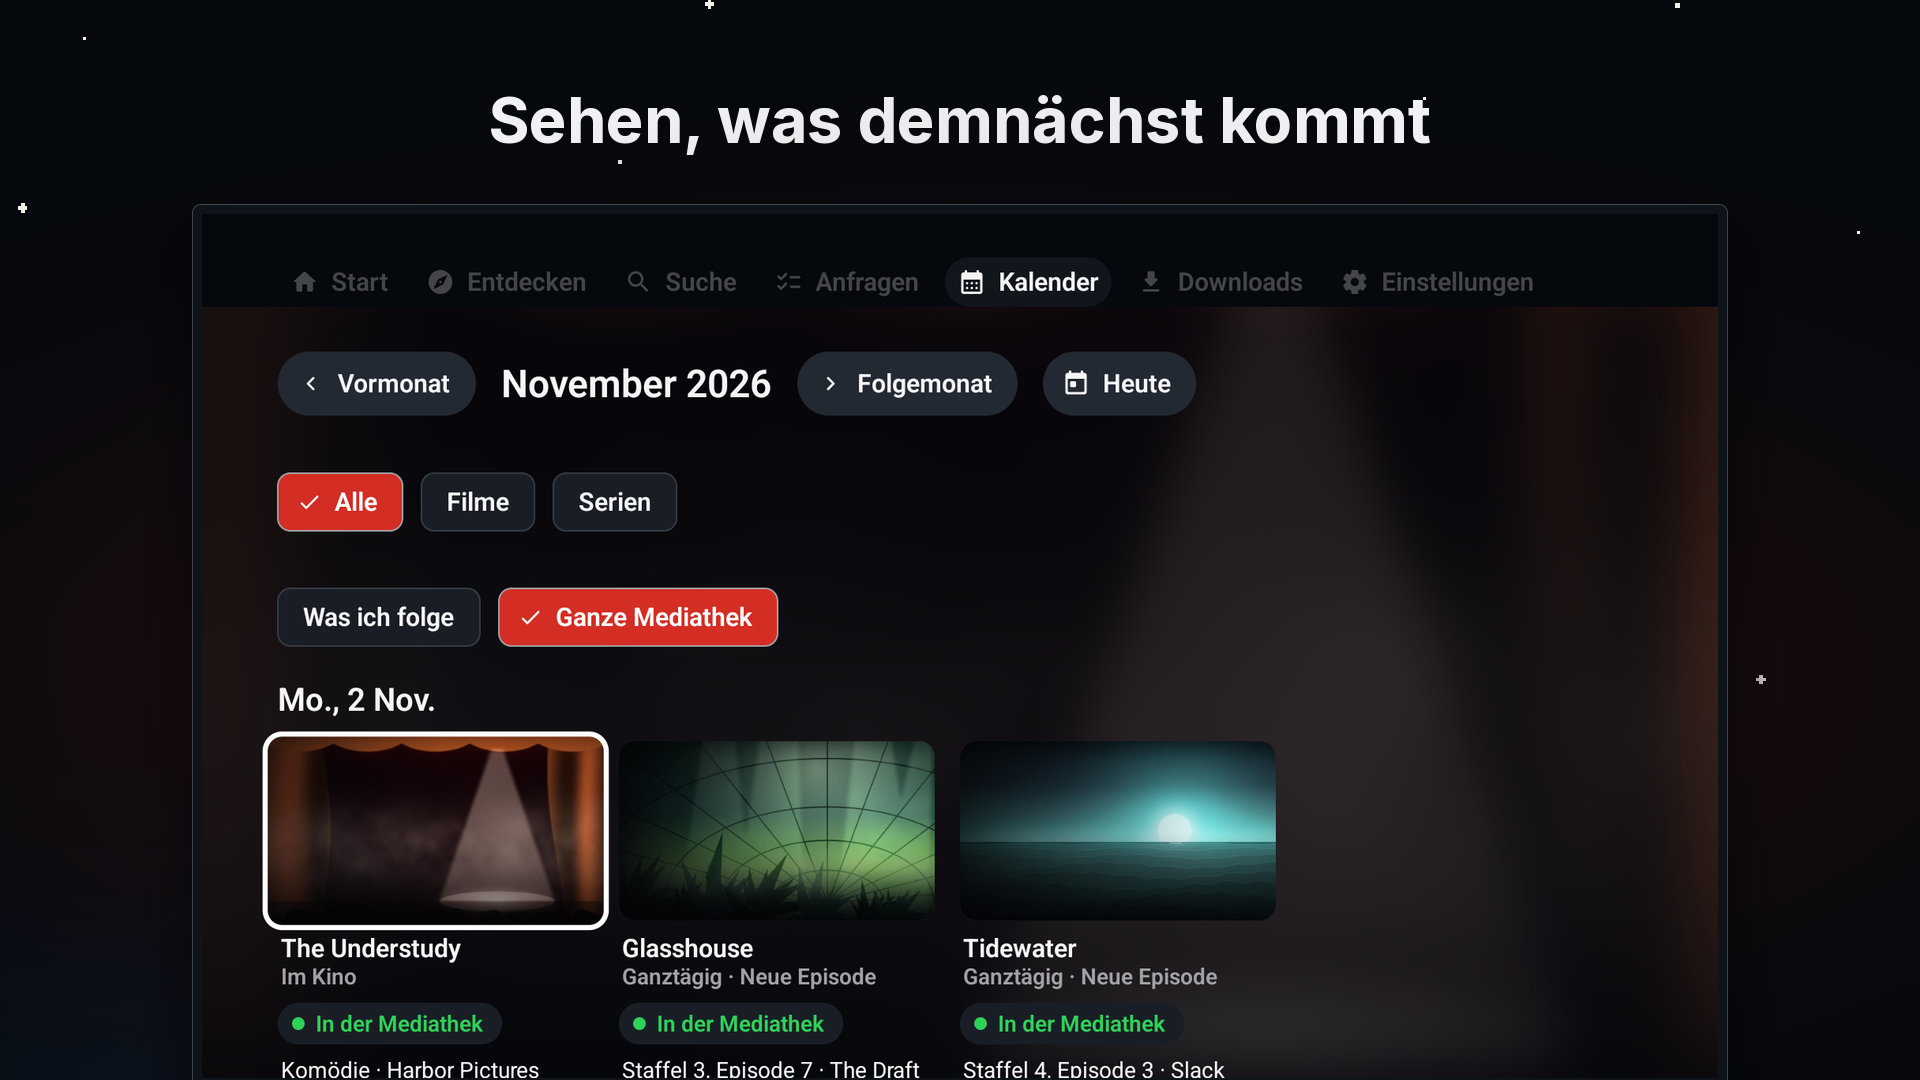 Sehen, was demnächst kommt
Start Entdecken Suche Anfragen Kalender Downloads Einstellungen
Vormonat November 2026 Folgemonat Heute
Alle Filme Serien
Was ich folge Ganze Mediathek
Mo., 2 Nov.
The Understudy Glasshouse Tidewater
Im Kino Ganztägig · Neue Episode Ganztägig · Neue Episode
In der Mediathek In der Mediathek In der Mediathek
Komödie · Harbor Pictures Staffel 3, Episode 7 · The Draft Staffel 4, Episode 3 · Slack